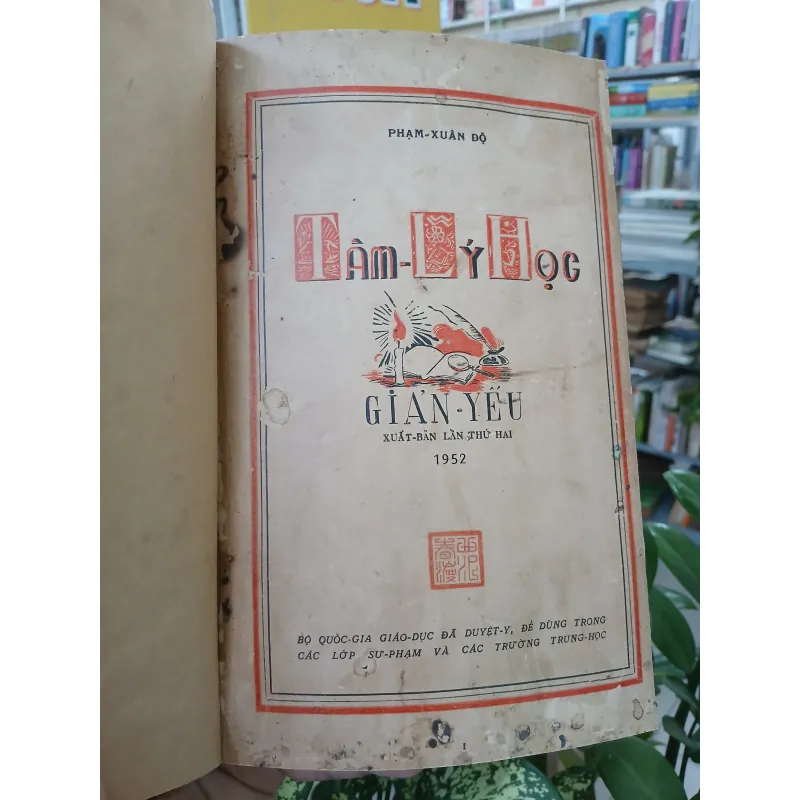 PHẠM-XUÂN ĐỘ
TÂM-LÝ HỌC
GIẢN-YẾU
XUẤT-BẢN LẦN THỨ HAI
1952
BỘ QUỐC-GIA GIÁO-DỤC ĐÃ DUYỆT-Y, ĐỂ DÙNG TRONG
CÁC LỚP SƯ-PHẠM VÀ CÁC TRƯỜNG TRUNG-HỌC